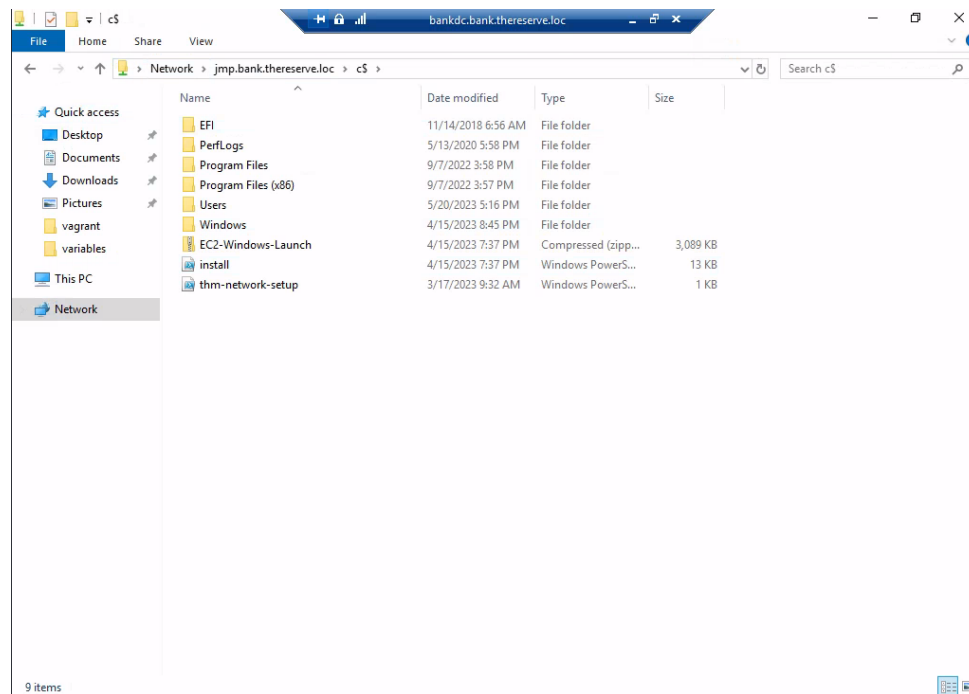 c$
bankdc.bank.thereserve.loc
File Home Share View
Network › jmp.bank.thereserve.loc › c$ ›
Search c$
Name Date modified Type Size
Quick access
Desktop
Documents
Downloads
Pictures
vagrant
variables
This PC
Network
EFI 11/14/2018 6:56 AM File folder
PerfLogs 5/13/2020 5:58 PM File folder
Program Files 9/7/2022 3:58 PM File folder
Program Files (x86) 9/7/2022 3:57 PM File folder
Users 5/20/2023 5:16 PM File folder
Windows 4/15/2023 8:45 PM File folder
EC2-Windows-Launch 4/15/2023 7:37 PM Compressed (zipp... 3,089 KB
install 4/15/2023 7:37 PM Windows PowerS... 13 KB
thm-network-setup 3/17/2023 9:32 AM Windows PowerS... 1 KB
9 items